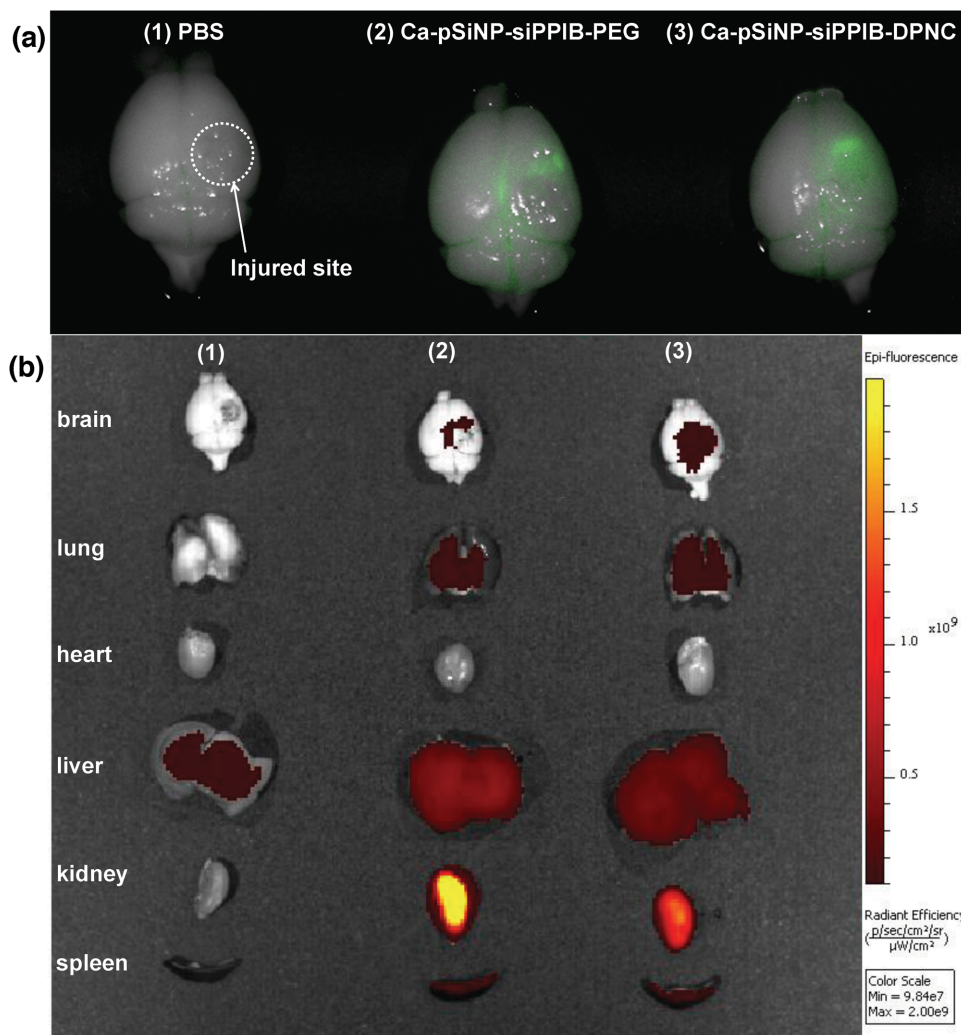 (a)
(1) PBS
(2) Ca-pSiNP-siPPIB-PEG
(3) Ca-pSiNP-siPPIB-DPNC
Injured site
(b)
(1)
(2)
(3)
brain
lung
heart
liver
kidney
spleen
Epi-fluorescence
1.5
1.0
x10⁹
0.5
Radiant Efficiency
(p/sec/cm²/sr
µW/cm²)
Color Scale
Min = 9.84e7
Max = 2.00e9